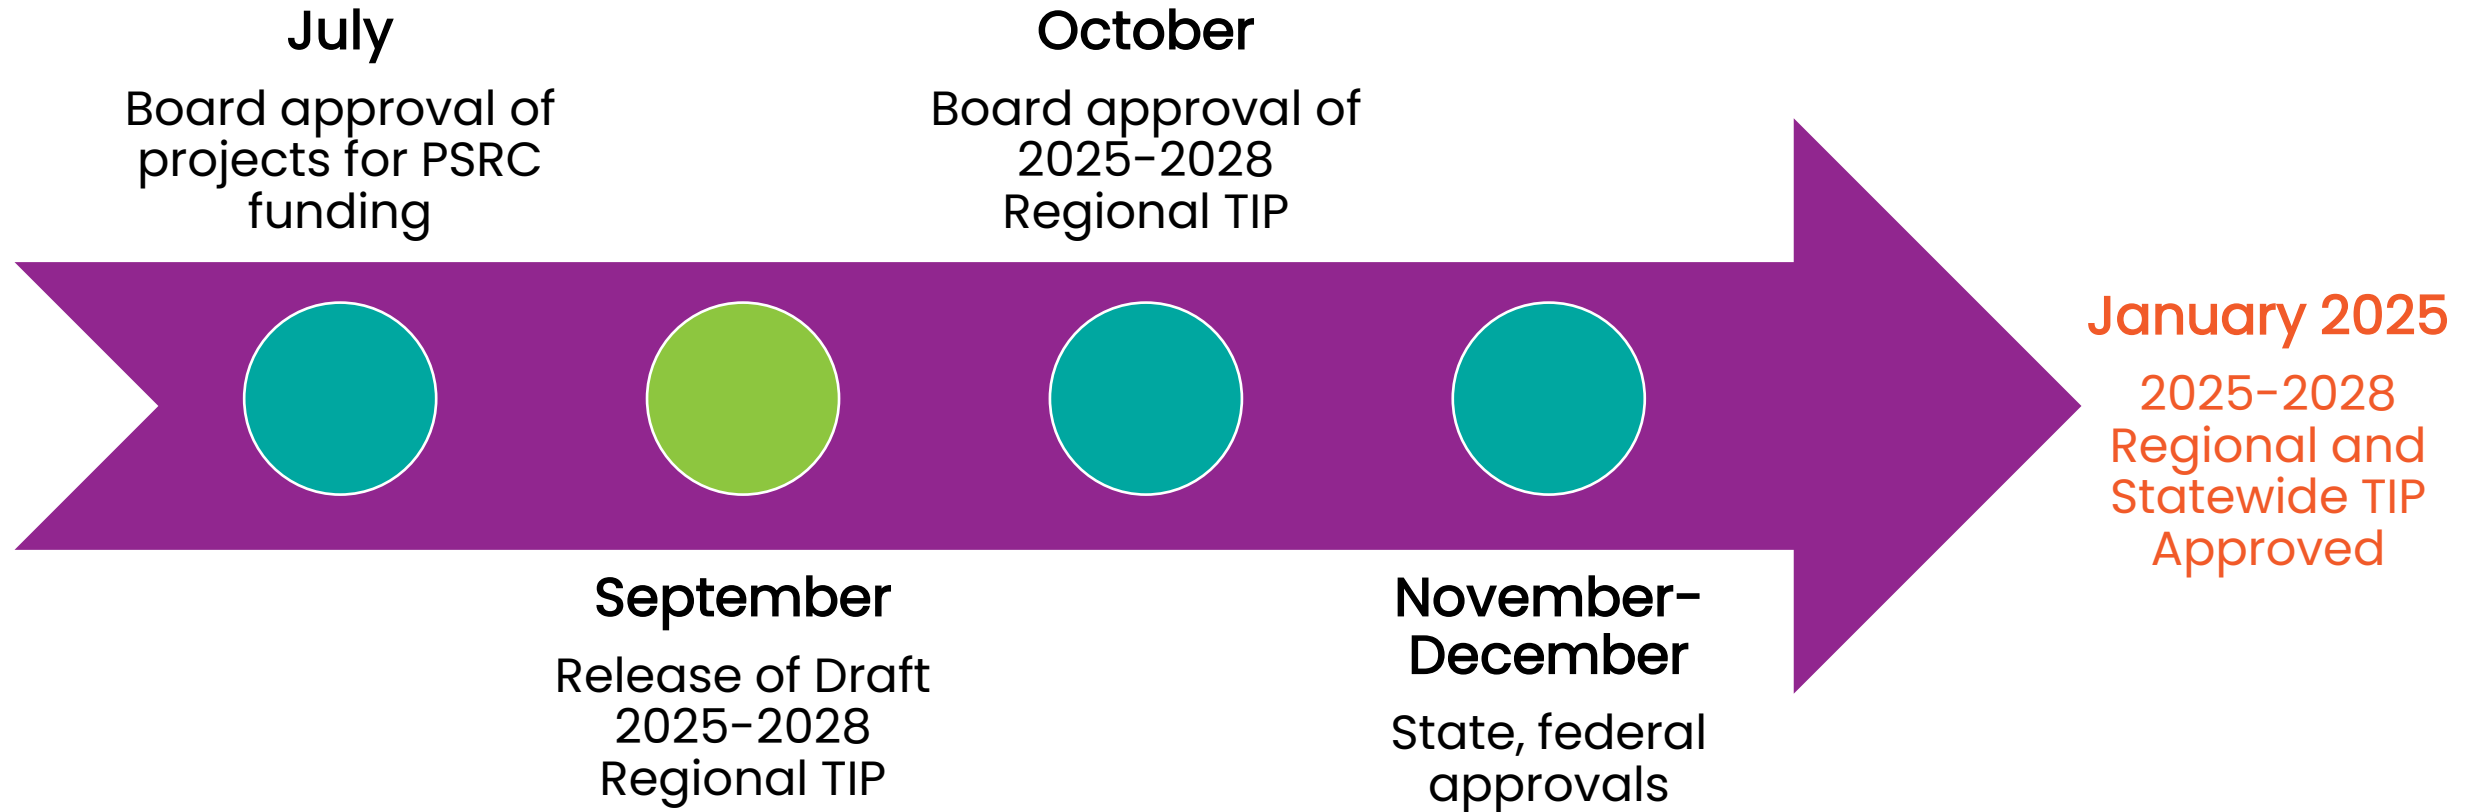 July
Board approval of
projects for PSRC
funding
September
Release of Draft
2025-2028
Regional TIP
October
Board approval of
2025-2028
Regional TIP
November-
December
State, federal
approvals
January 2025
2025-2028
Regional and
Statewide TIP
Approved